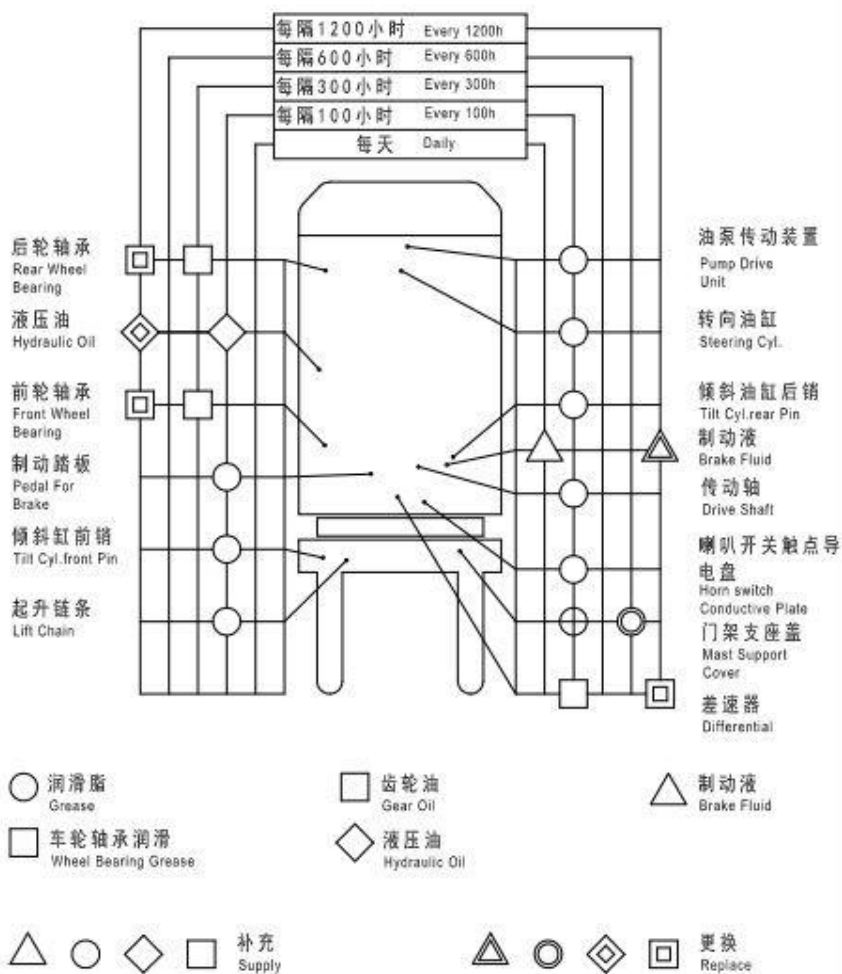 每隔1200小时 Every 1200h
每隔600小时 Every 600h
每隔300小时 Every 300h
每隔100小时 Every 100h
每天 Daily
后轮轴承
Rear Wheel
Bearing
液压油
Hydraulic Oil
前轮轴承
Front Wheel
Bearing
制动踏板
Pedal For
Brake
倾斜缸前销
Tilt Cyl.front Pin
起升链条
Lift Chain
油泵传动装置
Pump Drive
Unit
转向油缸
Steering Cyl.
倾斜油缸后销
Tilt Cyl.rear Pin
制动液
Brake Fluid
传动轴
Drive Shaft
喇叭开关触点导
电盘
Horn switch
Conductive Plate
门架支座盖
Mast Support
Cover
差速器
Differential
润滑脂
Grease
齿轮油
Gear Oil
制动液
Brake Fluid
车轮轴承润滑
Wheel Bearing Grease
液压油
Hydraulic Oil
补充
Supply
更换
Replace